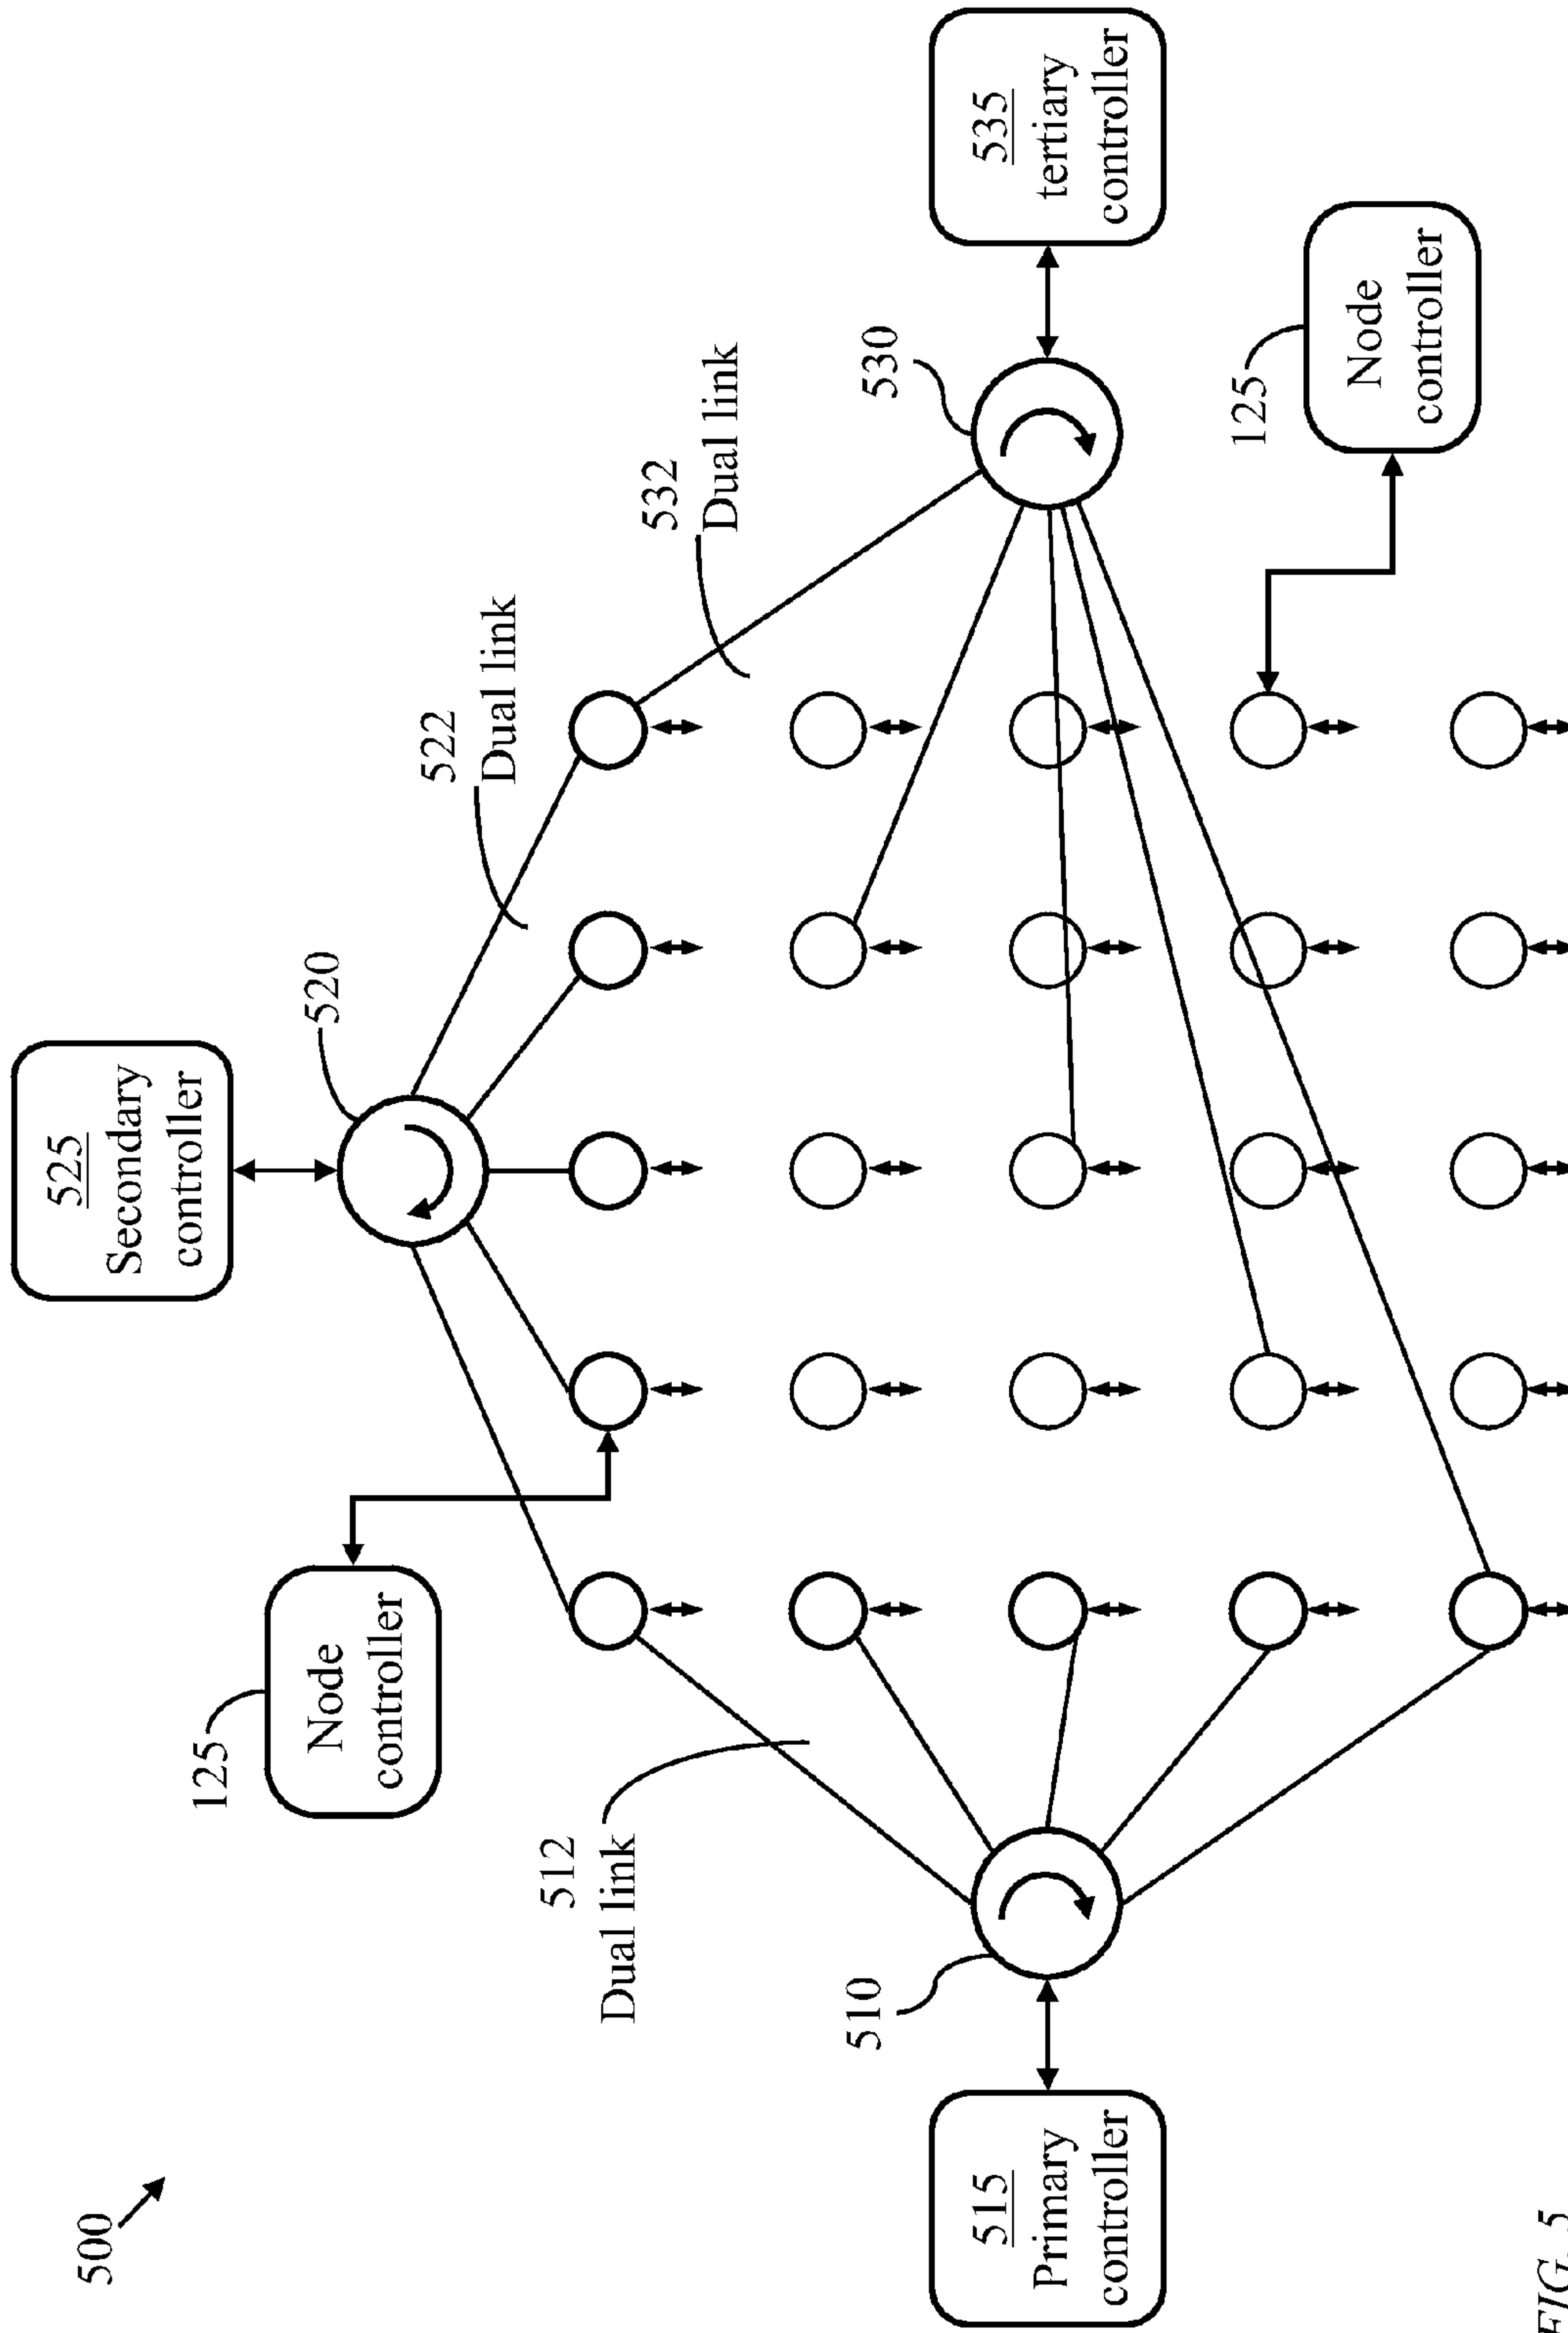 500
525
Secondary
controller
125
Node
controller
520
522
Dual link
512
Dual link
532
Dual link
510
530
515
Primary
controller
535
tertiary
controller
125
Node
controller
FIG. 5